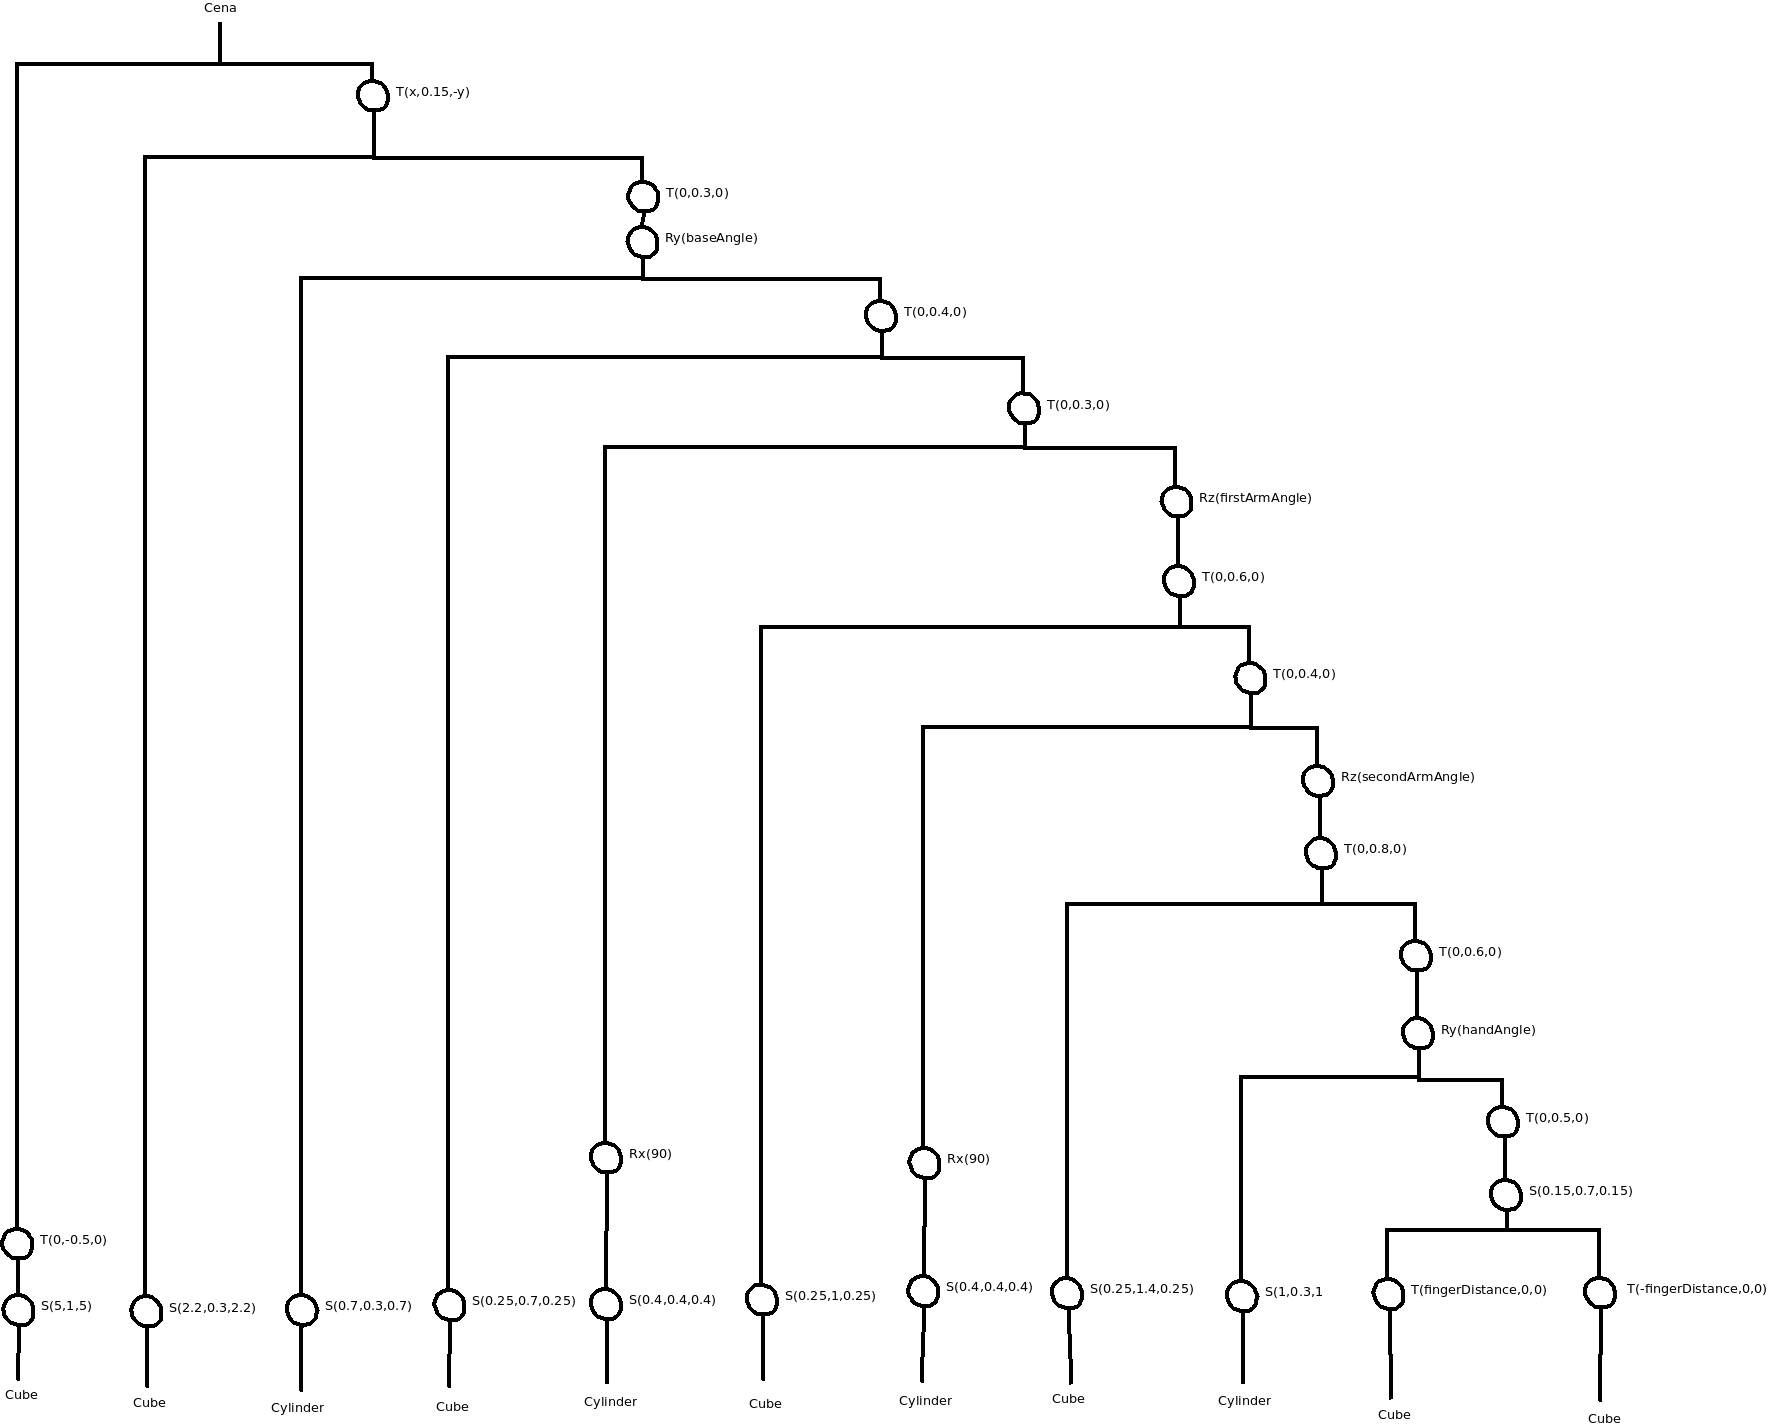 Cena
T(x,0.15,-y)
T(0,0.3,0)
Ry(baseAngle)
T(0,0.4,0)
T(0,0.3,0)
Rz(firstArmAngle)
T(0,0.6,0)
T(0,0.4,0)
Rz(secondArmAngle)
T(0,0.8,0)
T(0,0.6,0)
Ry(handAngle)
T(0,0.5,0)
Rx(90)
Rx(90)
S(0.15,0.7,0.15)
T(0,-0.5,0)
S(5,1,5)
S(2.2,0.3,2.2)
S(0.7,0.3,0.7)
S(0.25,0.7,0.25)
S(0.4,0.4,0.4)
S(0.25,1,0.25)
S(0.4,0.4,0.4)
S(0.25,1.4,0.25)
S(1,0.3,1
T(fingerDistance,0,0)
T(-fingerDistance,0,0)
Cube
Cube
Cylinder
Cube
Cylinder
Cube
Cylinder
Cube
Cylinder
Cube
Cube